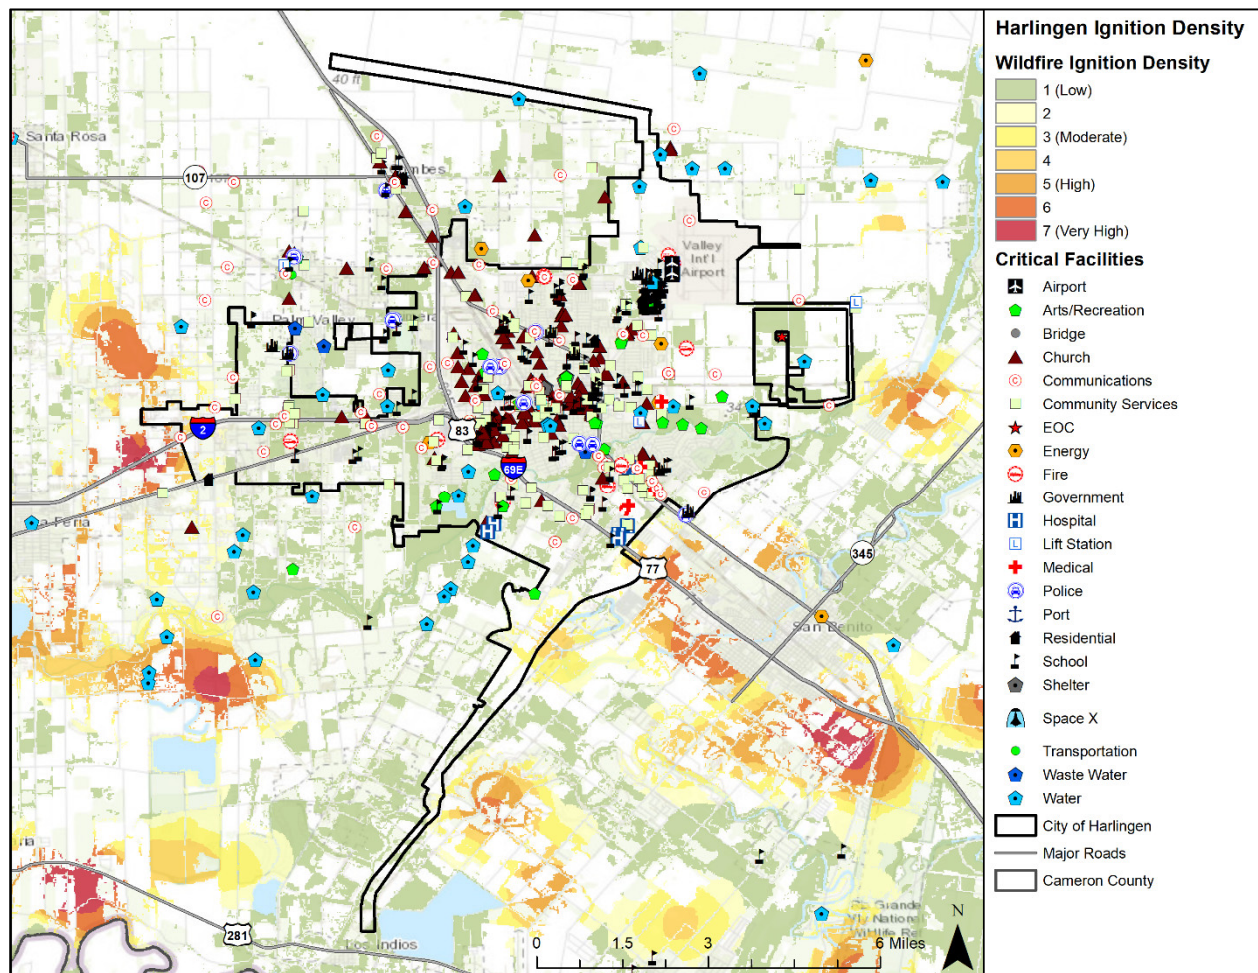 Harlingen Ignition Density
Wildfire Ignition Density
1 (Low)
2
3 (Moderate)
4
5 (High)
6
7 (Very High)
Critical Facilities
Airport
Arts/Recreation
Bridge
Church
Communications
Community Services
EOC
Energy
Fire
Government
Hospital
Lift Station
Medical
Police
Port
Residential
School
Shelter
Space X
Transportation
Waste Water
Water
City of Harlingen
Major Roads
Cameron County
40 ft
Santa Rosa
107
Valley
Int'l
Airport
Palm Valley
34
2
83
69E
a Feria
345
77
San Benito
281
Los Indios
N
0 1.5 3 6 Miles